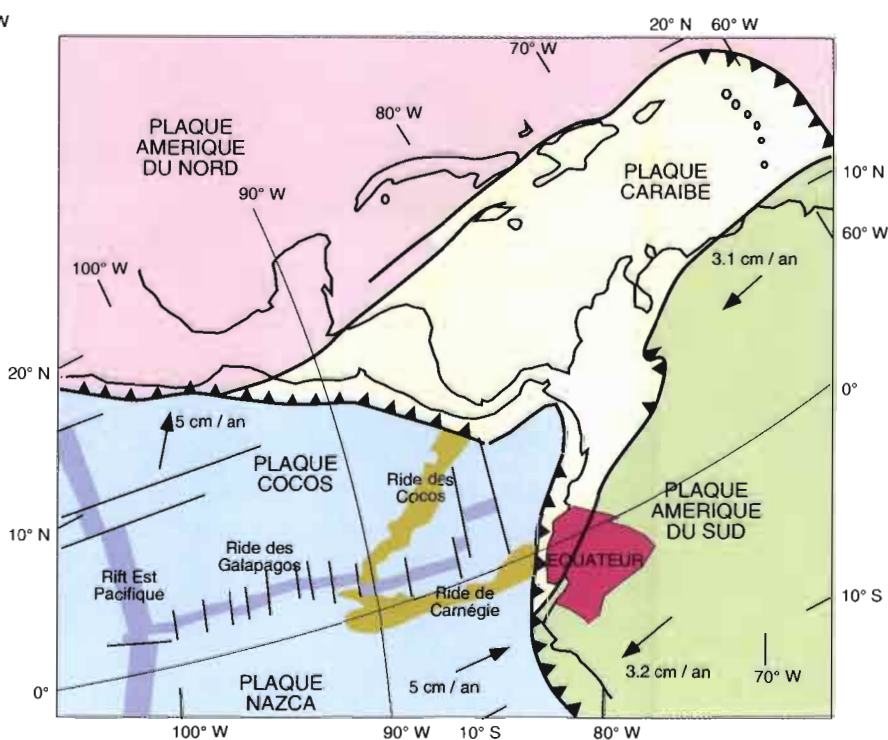 W
20° N 60° W
70° W
PLAQUE
AMERIQUE
DU NORD
80° W
PLAQUE
CARAIBE
10° N
90° W
60° W
100° W
3.1 cm / an
20° N
0°
5 cm / an
PLAQUE
COCOS
Ride des
Cocos
PLAQUE
AMERIQUE
DU SUD
10° N
Ride des
Galapagos
EQUATEUR
Rift Est
Pacifique
Ride de
Carnégie
10° S
0°
PLAQUE
NAZCA
5 cm / an
3.2 cm / an
70° W
100° W
90° W 10° S
80° W